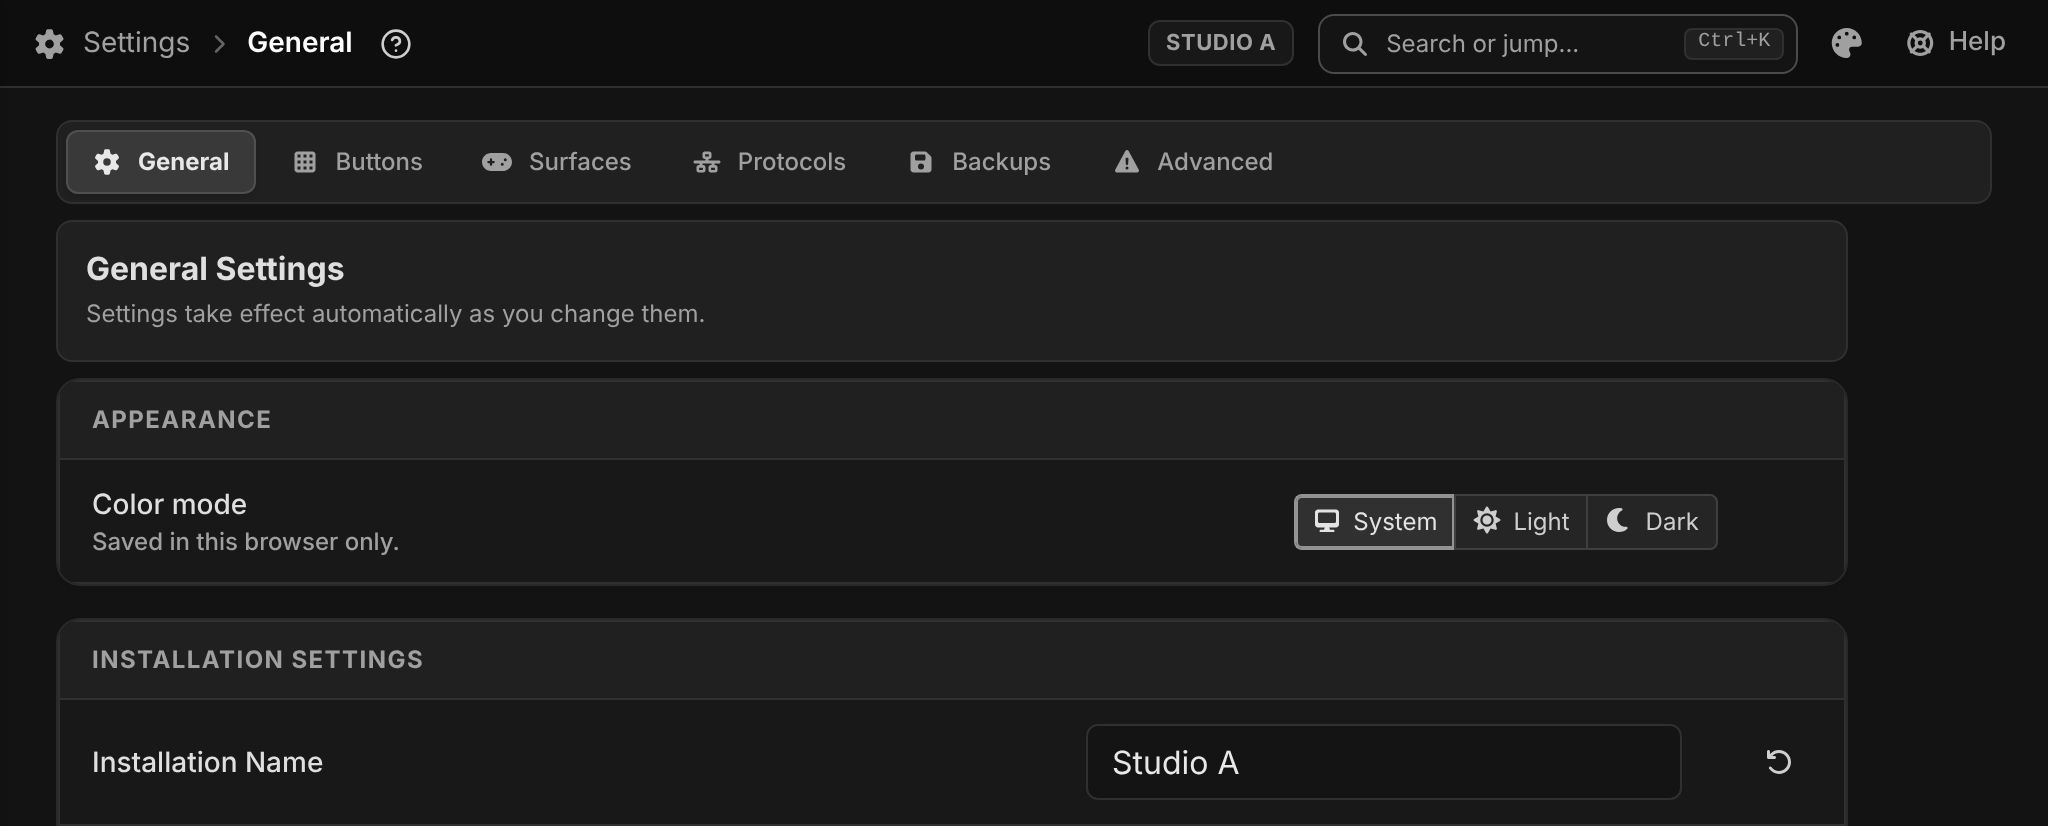 Settings > General
STUDIO A
Search or jump...
Ctrl+K
Help
General
Buttons
Surfaces
Protocols
Backups
Advanced
General Settings
Settings take effect automatically as you change them.
APPEARANCE
Color mode
Saved in this browser only.
System
Light
Dark
INSTALLATION SETTINGS
Installation Name
Studio A